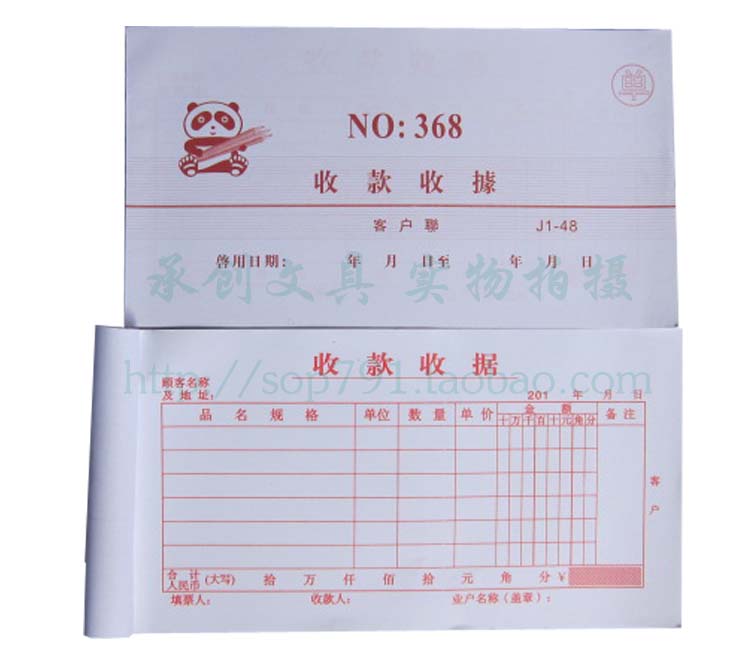 單
NO: 368
收款收據
客户聯 J1-48
啓用日期: 年 月 日至 年 月 日
承创文具 实物拍摄
收款收据
http://sop791.taobao.com
顾客名称
及地址: 201 年 月 日
品名规格 单位 数量 单价 金额 备注
十万千百十元角分
客户
合计人民币(大写) 拾 万 仟 佰 拾 元 角 分 ¥
填票人: 收款人: 业户名称(盖章):